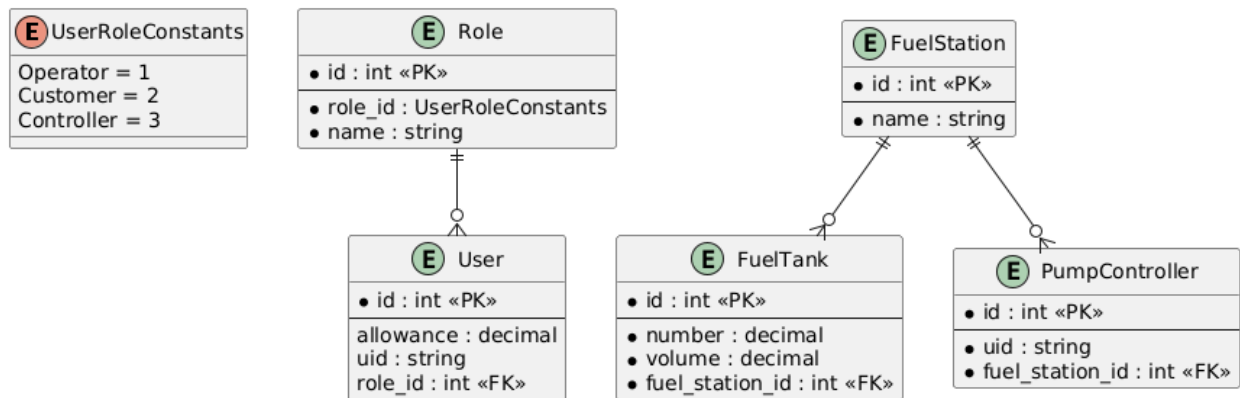 E UserRoleConstants
Operator = 1
Customer = 2
Controller = 3
E Role
id : int «PK»
role_id : UserRoleConstants
name : string
E FuelStation
id : int «PK»
name : string
E User
id : int «PK»
allowance : decimal
uid : string
role_id : int «FK»
E FuelTank
id : int «PK»
number : decimal
volume : decimal
fuel_station_id : int «FK»
E PumpController
id : int «PK»
uid : string
fuel_station_id : int «FK»